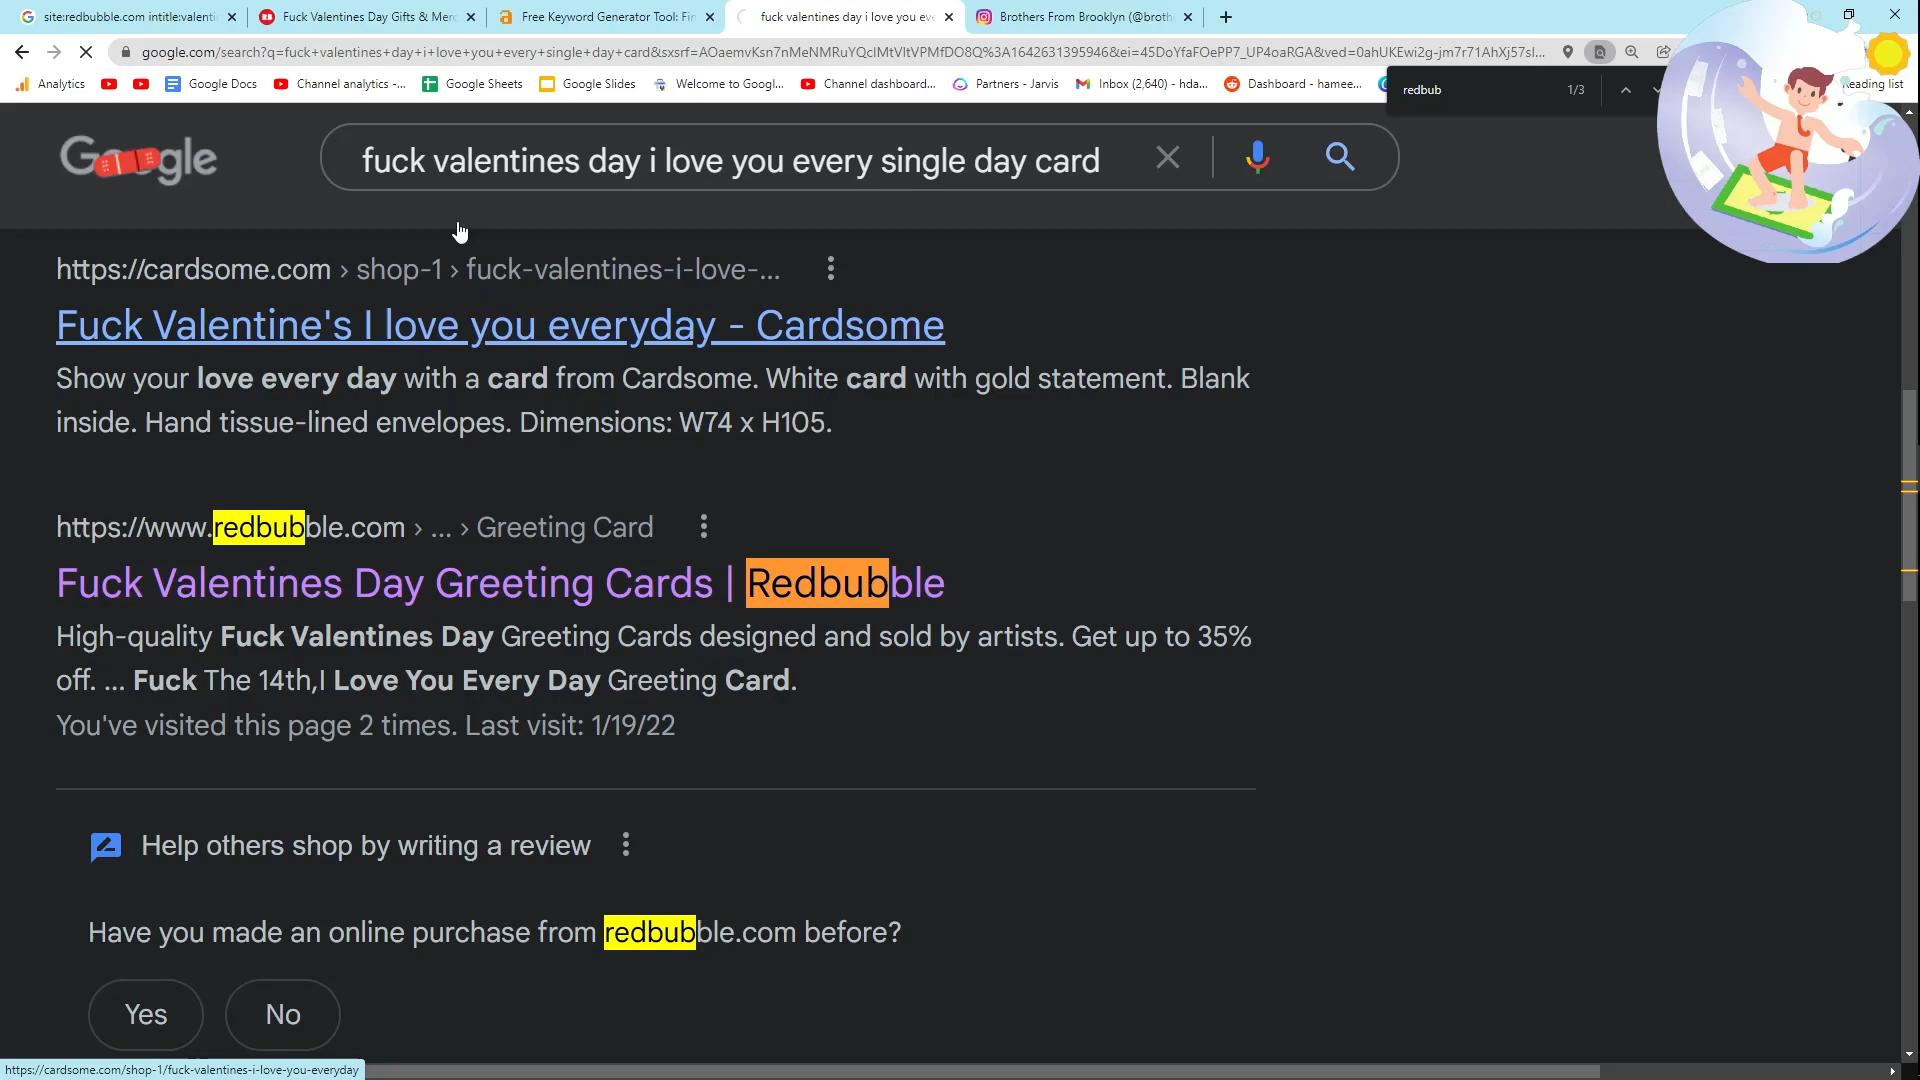 site:redbubble.com intitle:valenti
Fuck Valentines Day Gifts & Merc
Free Keyword Generator Tool: Fin
fuck valentines day i love you eve
Brothers From Brooklyn (@broth
google.com/search?q=fuck+valentines+day+i+love+you+every+single+day+card&sxsrf=AOaemvKsn7nMeNMRuYQcIMtVltVPMfDO8Q%3A1642631395946&ei=45DoYfaFOePP7_UP4oaRGA&ved=0ahUKEwi2g-jm7r71AhXj57sI...
Analytics
Google Docs
Channel analytics -...
Google Sheets
Google Slides
Welcome to Googl...
Channel dashboard...
Partners - Jarvis
Inbox (2,640) - hda...
Dashboard - hamee...
Reading list
redbub
1/3
Google
fuck valentines day i love you every single day card
https://cardsome.com › shop-1 › fuck-valentines-i-love-...
Fuck Valentine's I love you everyday - Cardsome
Show your love every day with a card from Cardsome. White card with gold statement. Blank
inside. Hand tissue-lined envelopes. Dimensions: W74 x H105.
https://www.redbubble.com › ... › Greeting Card
Fuck Valentines Day Greeting Cards | Redbubble
High-quality Fuck Valentines Day Greeting Cards designed and sold by artists. Get up to 35%
off. ... Fuck The 14th,I Love You Every Day Greeting Card.
You've visited this page 2 times. Last visit: 1/19/22
Help others shop by writing a review
Have you made an online purchase from redbubble.com before?
Yes
No
https://cardsome.com/shop-1/fuck-valentines-i-love-you-everyday